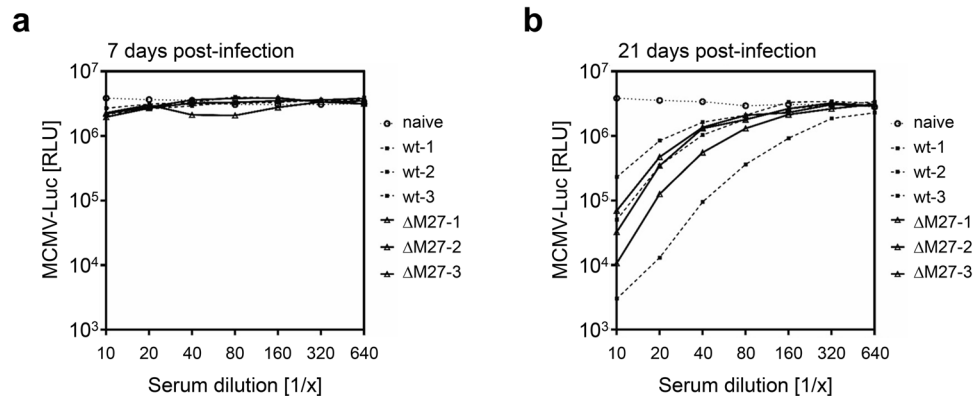 a
7 days post-infection
MCMV-Luc [RLU]
10⁷
10⁶
10⁵
10⁴
10³
10 20 40 80 160 320 640
Serum dilution [1/x]
naive
wt-1
wt-2
wt-3
ΔM27-1
ΔM27-2
ΔM27-3
b
21 days post-infection
MCMV-Luc [RLU]
10⁷
10⁶
10⁵
10⁴
10³
10 20 40 80 160 320 640
Serum dilution [1/x]
naive
wt-1
wt-2
wt-3
ΔM27-1
ΔM27-2
ΔM27-3